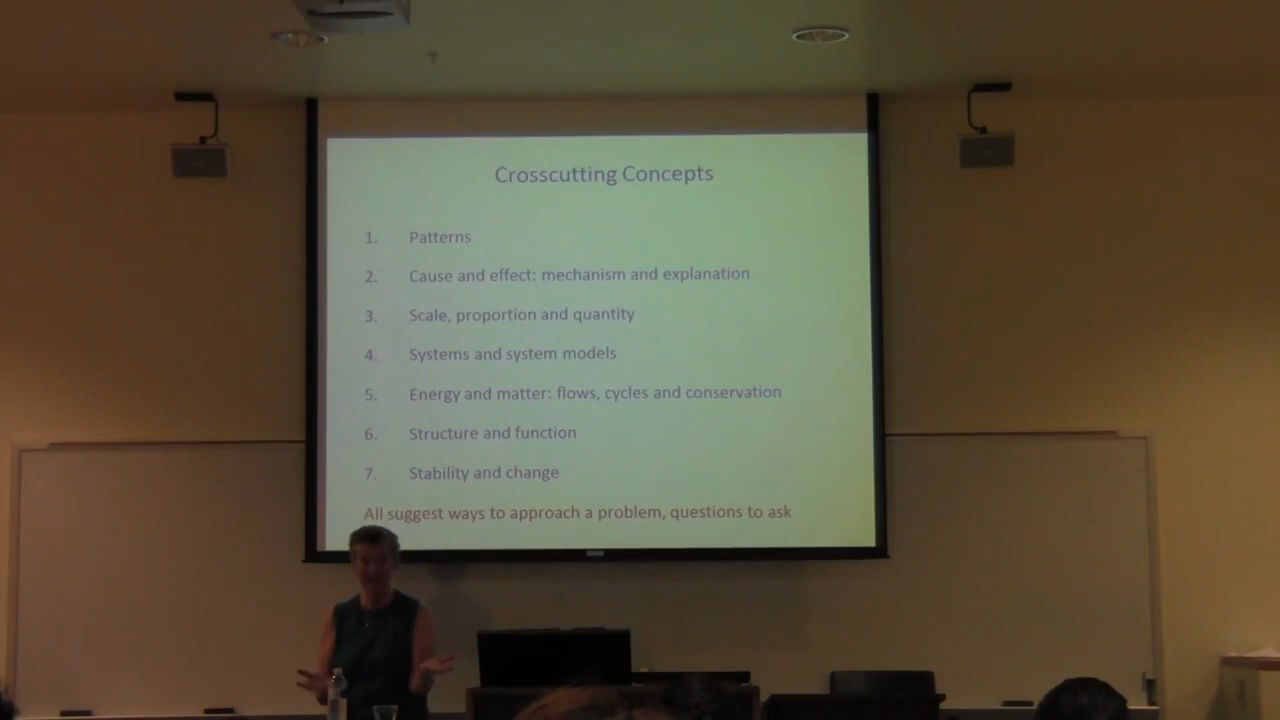 Crosscutting Concepts
1. Patterns
2. Cause and effect: mechanism and explanation
3. Scale, proportion and quantity
4. Systems and system models
5. Energy and matter: flows, cycles and conservation
6. Structure and function
7. Stability and change
All suggest ways to approach a problem, questions to ask